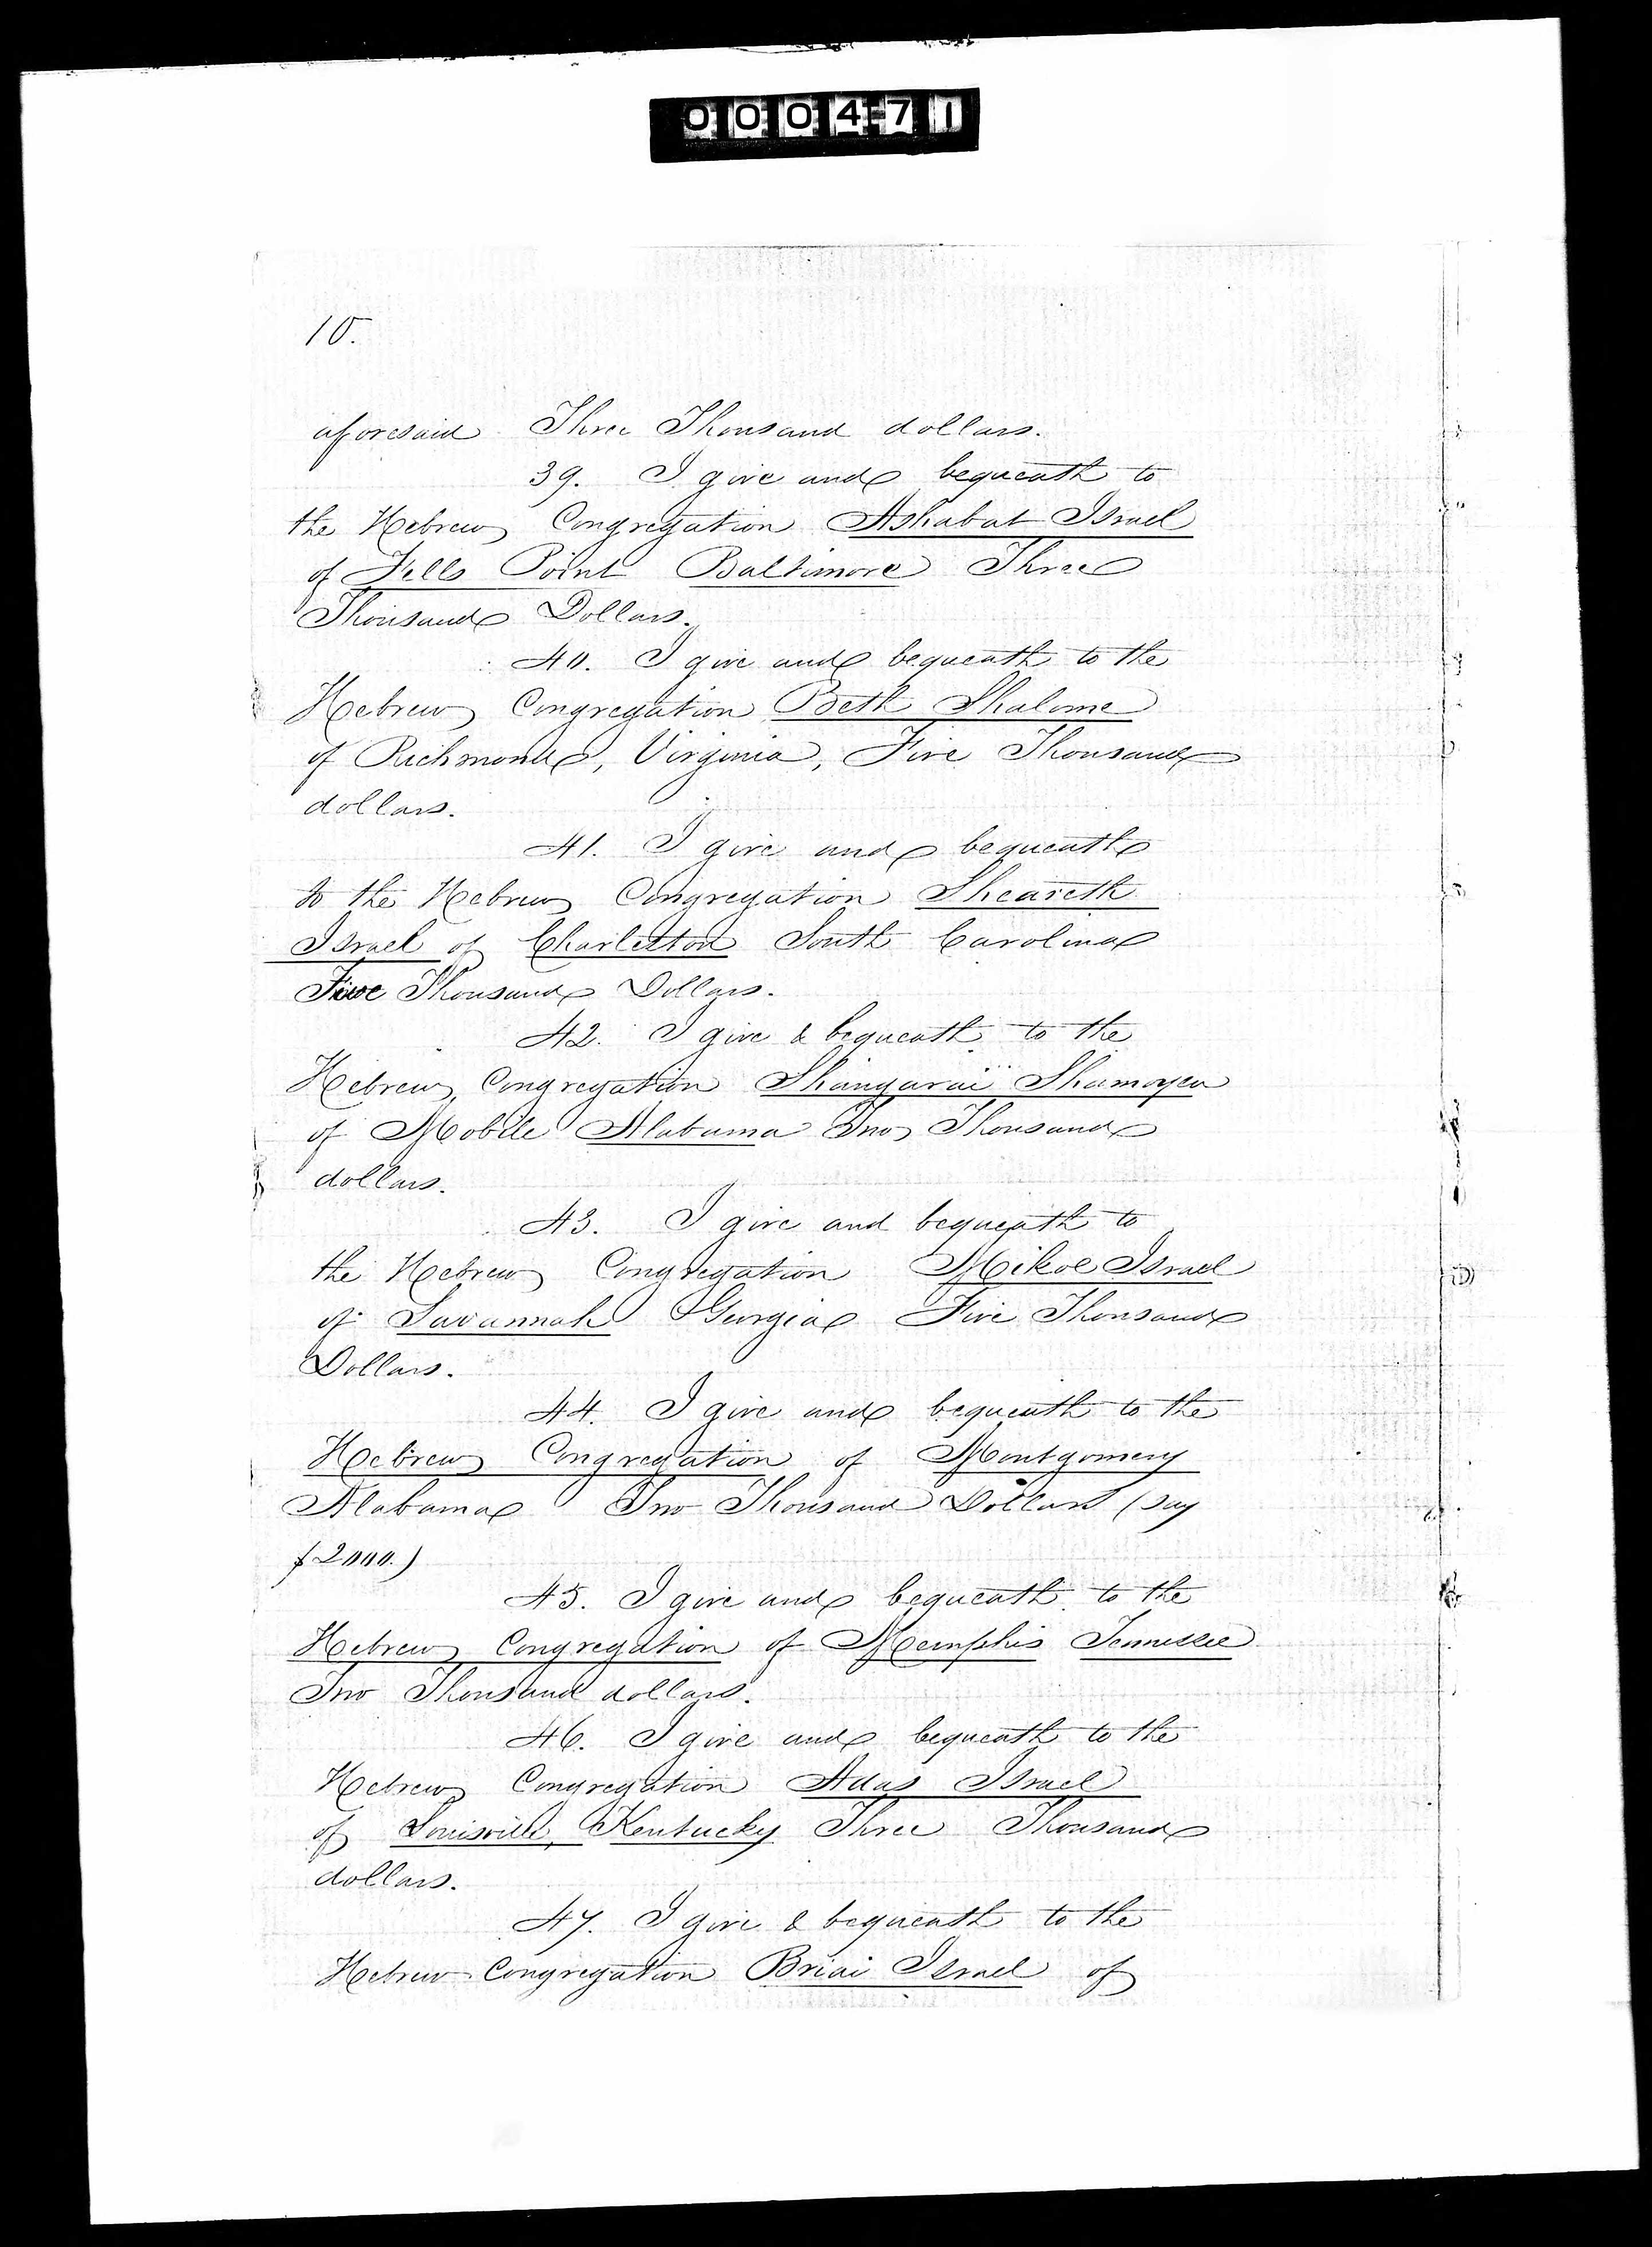 000471
10.
aforesaid Three Thousand dollars.
39. I give and bequeath to
the Hebrew Congregation Ashabat Israel
of Fells Point Baltimore Three
Thousand Dollars.
40. I give and bequeath to the
Hebrew Congregation Beth Shalome
of Richmond, Virginia, Five Thousand
dollars.
41. I give and bequeath
to the Hebrew Congregation Sheareth
Israel of Charleston South Carolina
Five Thousand Dollars.
42. I give & bequeath to the
Hebrew Congregation Shangarai Shamoyea
of Mobile Alabama Two Thousand
dollars.
43. I give and bequeath to
the Hebrew Congregation Mikoe Israel
of Savannah Georgia Five Thousand
Dollars.
44. I give and bequeath to the
Hebrew Congregation of Montgomery
Alabama Two Thousand Dollars (say
$2000.)
45. I give and bequeath to the
Hebrew Congregation of Memphis Tennessee
Two Thousand dollars.
46. I give and bequeath to the
Hebrew Congregation Adas Israel
of Louisville, Kentucky Three Thousand
dollars.
47. I give & bequeath to the
Hebrew Congregation Briai Israel of